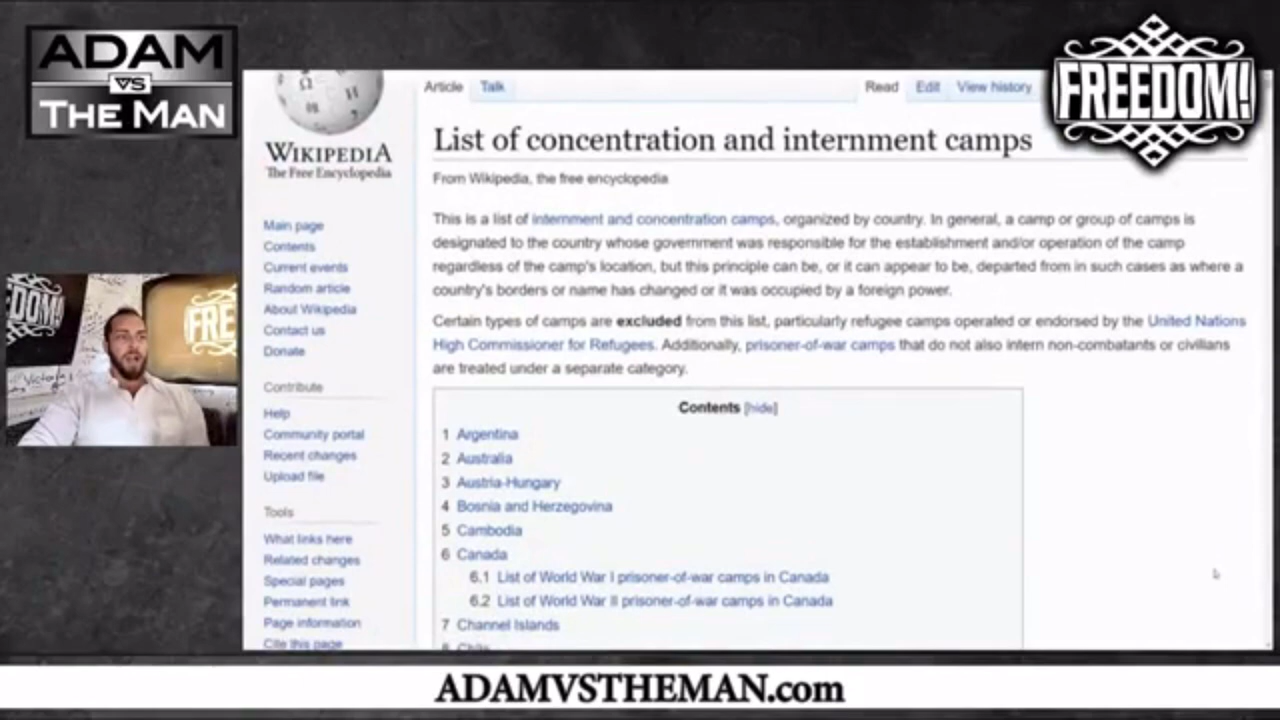 ADAM
VS
THE MAN
FREEDOM!
WIKIPEDIA
The Free Encyclopedia
Main page
Contents
Current events
Random article
About Wikipedia
Contact us
Donate
Contribute
Help
Community portal
Recent changes
Upload file
Tools
What links here
Related changes
Special pages
Permanent link
Page information
Cite this page
Article Talk
Read Edit View history
List of concentration and internment camps
From Wikipedia, the free encyclopedia
This is a list of internment and concentration camps, organized by country. In general, a camp or group of camps is
designated to the country whose government was responsible for the establishment and/or operation of the camp
regardless of the camp's location, but this principle can be, or it can appear to be, departed from in such cases as where a
country's borders or name has changed or it was occupied by a foreign power.
Certain types of camps are excluded from this list, particularly refugee camps operated or endorsed by the United Nations
High Commissioner for Refugees. Additionally, prisoner-of-war camps that do not also intern non-combatants or civilians
are treated under a separate category.
Contents [hide]
1 Argentina
2 Australia
3 Austria-Hungary
4 Bosnia and Herzegovina
5 Cambodia
6 Canada
6.1 List of World War I prisoner-of-war camps in Canada
6.2 List of World War II prisoner-of-war camps in Canada
7 Channel Islands
8 Chile
EDOM!
FRE
ADAMVSTHEMAN.com